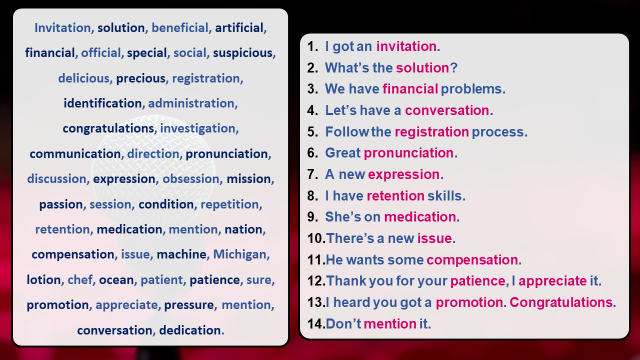 Invitation, solution, beneficial, artificial,
financial, official, special, social, suspicious,
delicious, precious, registration,
identification, administration,
congratulations, investigation,
communication, direction, pronunciation,
discussion, expression, obsession, mission,
passion, session, condition, repetition,
retention, medication, mention, nation,
compensation, issue, machine, Michigan,
lotion, chef, ocean, patient, patience, sure,
promotion, appreciate, pressure, mention,
conversation, dedication.
1. I got an invitation.
2. What's the solution?
3. We have financial problems.
4. Let's have a conversation.
5. Follow the registration process.
6. Great pronunciation.
7. A new expression.
8. I have retention skills.
9. She's on medication.
10. There's a new issue.
11. He wants some compensation.
12. Thank you for your patience, I appreciate it.
13. I heard you got a promotion. Congratulations.
14. Don't mention it.